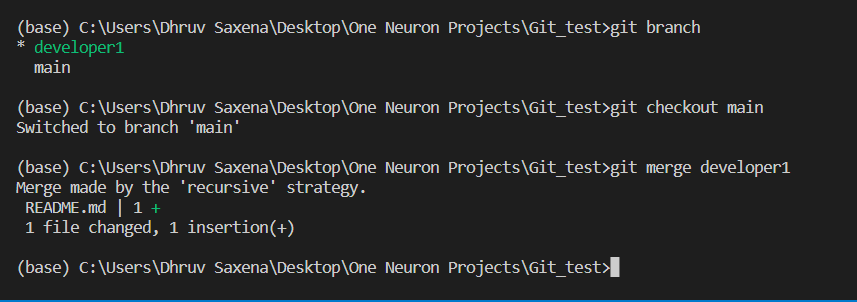 (base) C:\Users\Dhruv Saxena\Desktop\One Neuron Projects\Git_test>git branch
* developer1
  main
(base) C:\Users\Dhruv Saxena\Desktop\One Neuron Projects\Git_test>git checkout main
Switched to branch 'main'
(base) C:\Users\Dhruv Saxena\Desktop\One Neuron Projects\Git_test>git merge developer1
Merge made by the 'recursive' strategy.
 README.md | 1 +
 1 file changed, 1 insertion(+)
(base) C:\Users\Dhruv Saxena\Desktop\One Neuron Projects\Git_test>